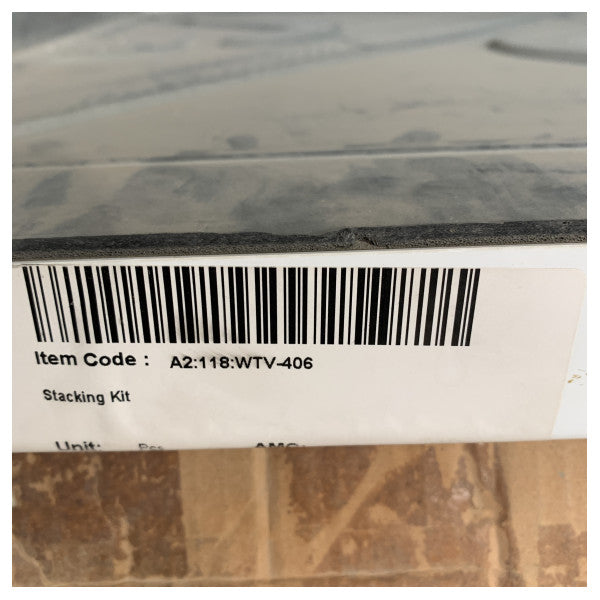 Item Code : A2:118:WTV-406
Stacking Kit
Unit: